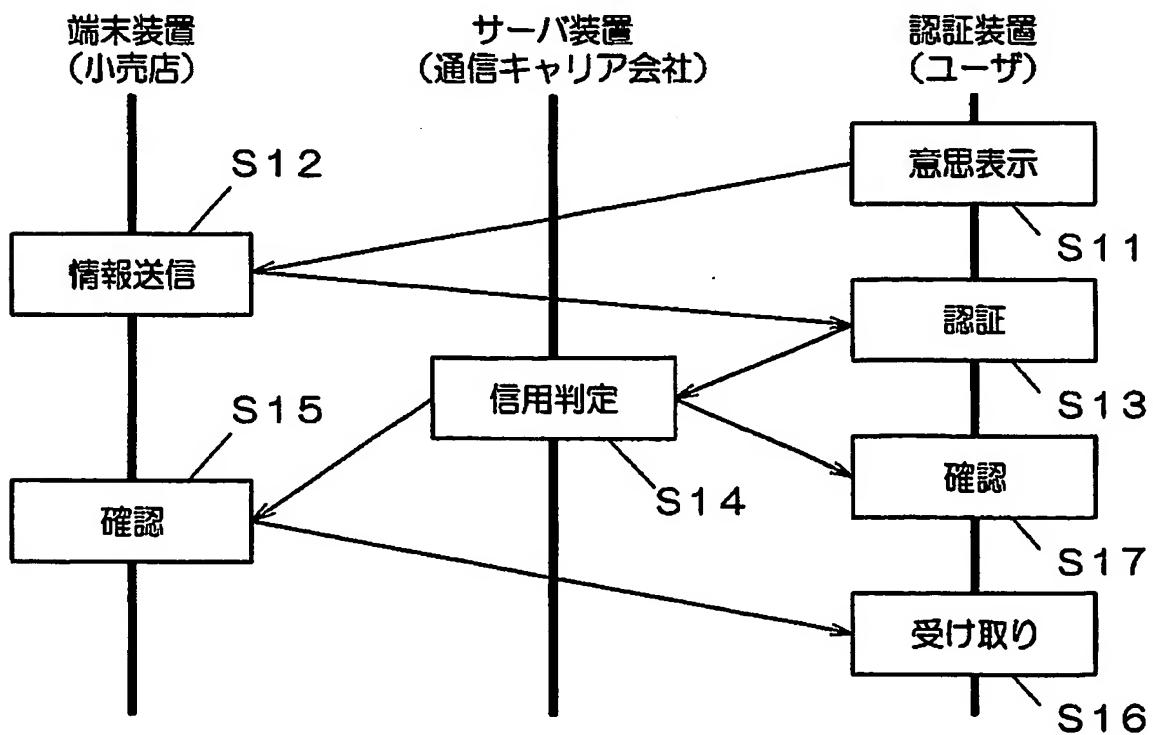 端末装置
(小売店)
サーバ装置
(通信キャリア会社)
認証装置
(ユーザ)
意思表示
S11
S12
情報送信
認証
S13
信用判定
S14
S15
確認
確認
S17
受け取り
S16